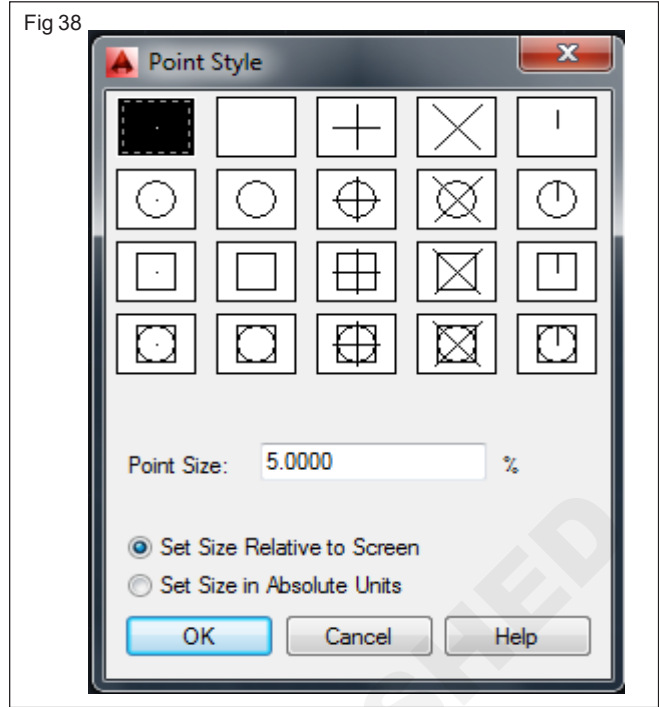 Fig 38
Point Style
Point Size: 5.0000 %
Set Size Relative to Screen
Set Size in Absolute Units
OK Cancel Help
SHED